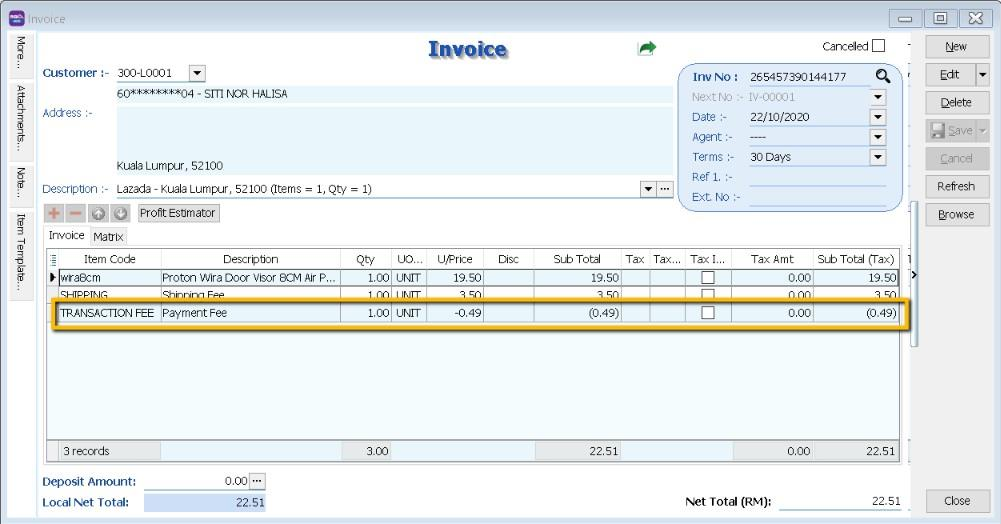 Invoice
More...
Attachments...
Note...
Item Template...
Invoice
Cancelled
Customer :- 300-L0001
60********04 - SITI NOR HALISA
Address :-
Kuala Lumpur, 52100
Description :- Lazada - Kuala Lumpur, 52100 (Items = 1, Qty = 1)
Inv No : 265457390144177
Next No :- IV-00001
Date :- 22/10/2020
Agent :- ----
Terms :- 30 Days
Ref 1. :-
Ext. No :-
New
Edit
Delete
Save
Cancel
Refresh
Browse
Profit Estimator
Invoice Matrix
Item Code Description Qty UO... U/Price Disc Sub Total Tax Tax... Tax I... Tax Amt Sub Total (Tax)
wira8cm Proton Wira Door Visor 8CM Air P... 1.00 UNIT 19.50 19.50 0.00 19.50
SHIPPING Shipping Fee 1.00 UNIT 3.50 3.50 0.00 3.50
TRANSACTION FEE Payment Fee 1.00 UNIT -0.49 (0.49) 0.00 (0.49)
3 records 3.00 22.51 0.00 22.51
Deposit Amount: 0.00 ...
Local Net Total: 22.51
Net Total (RM): 22.51
Close